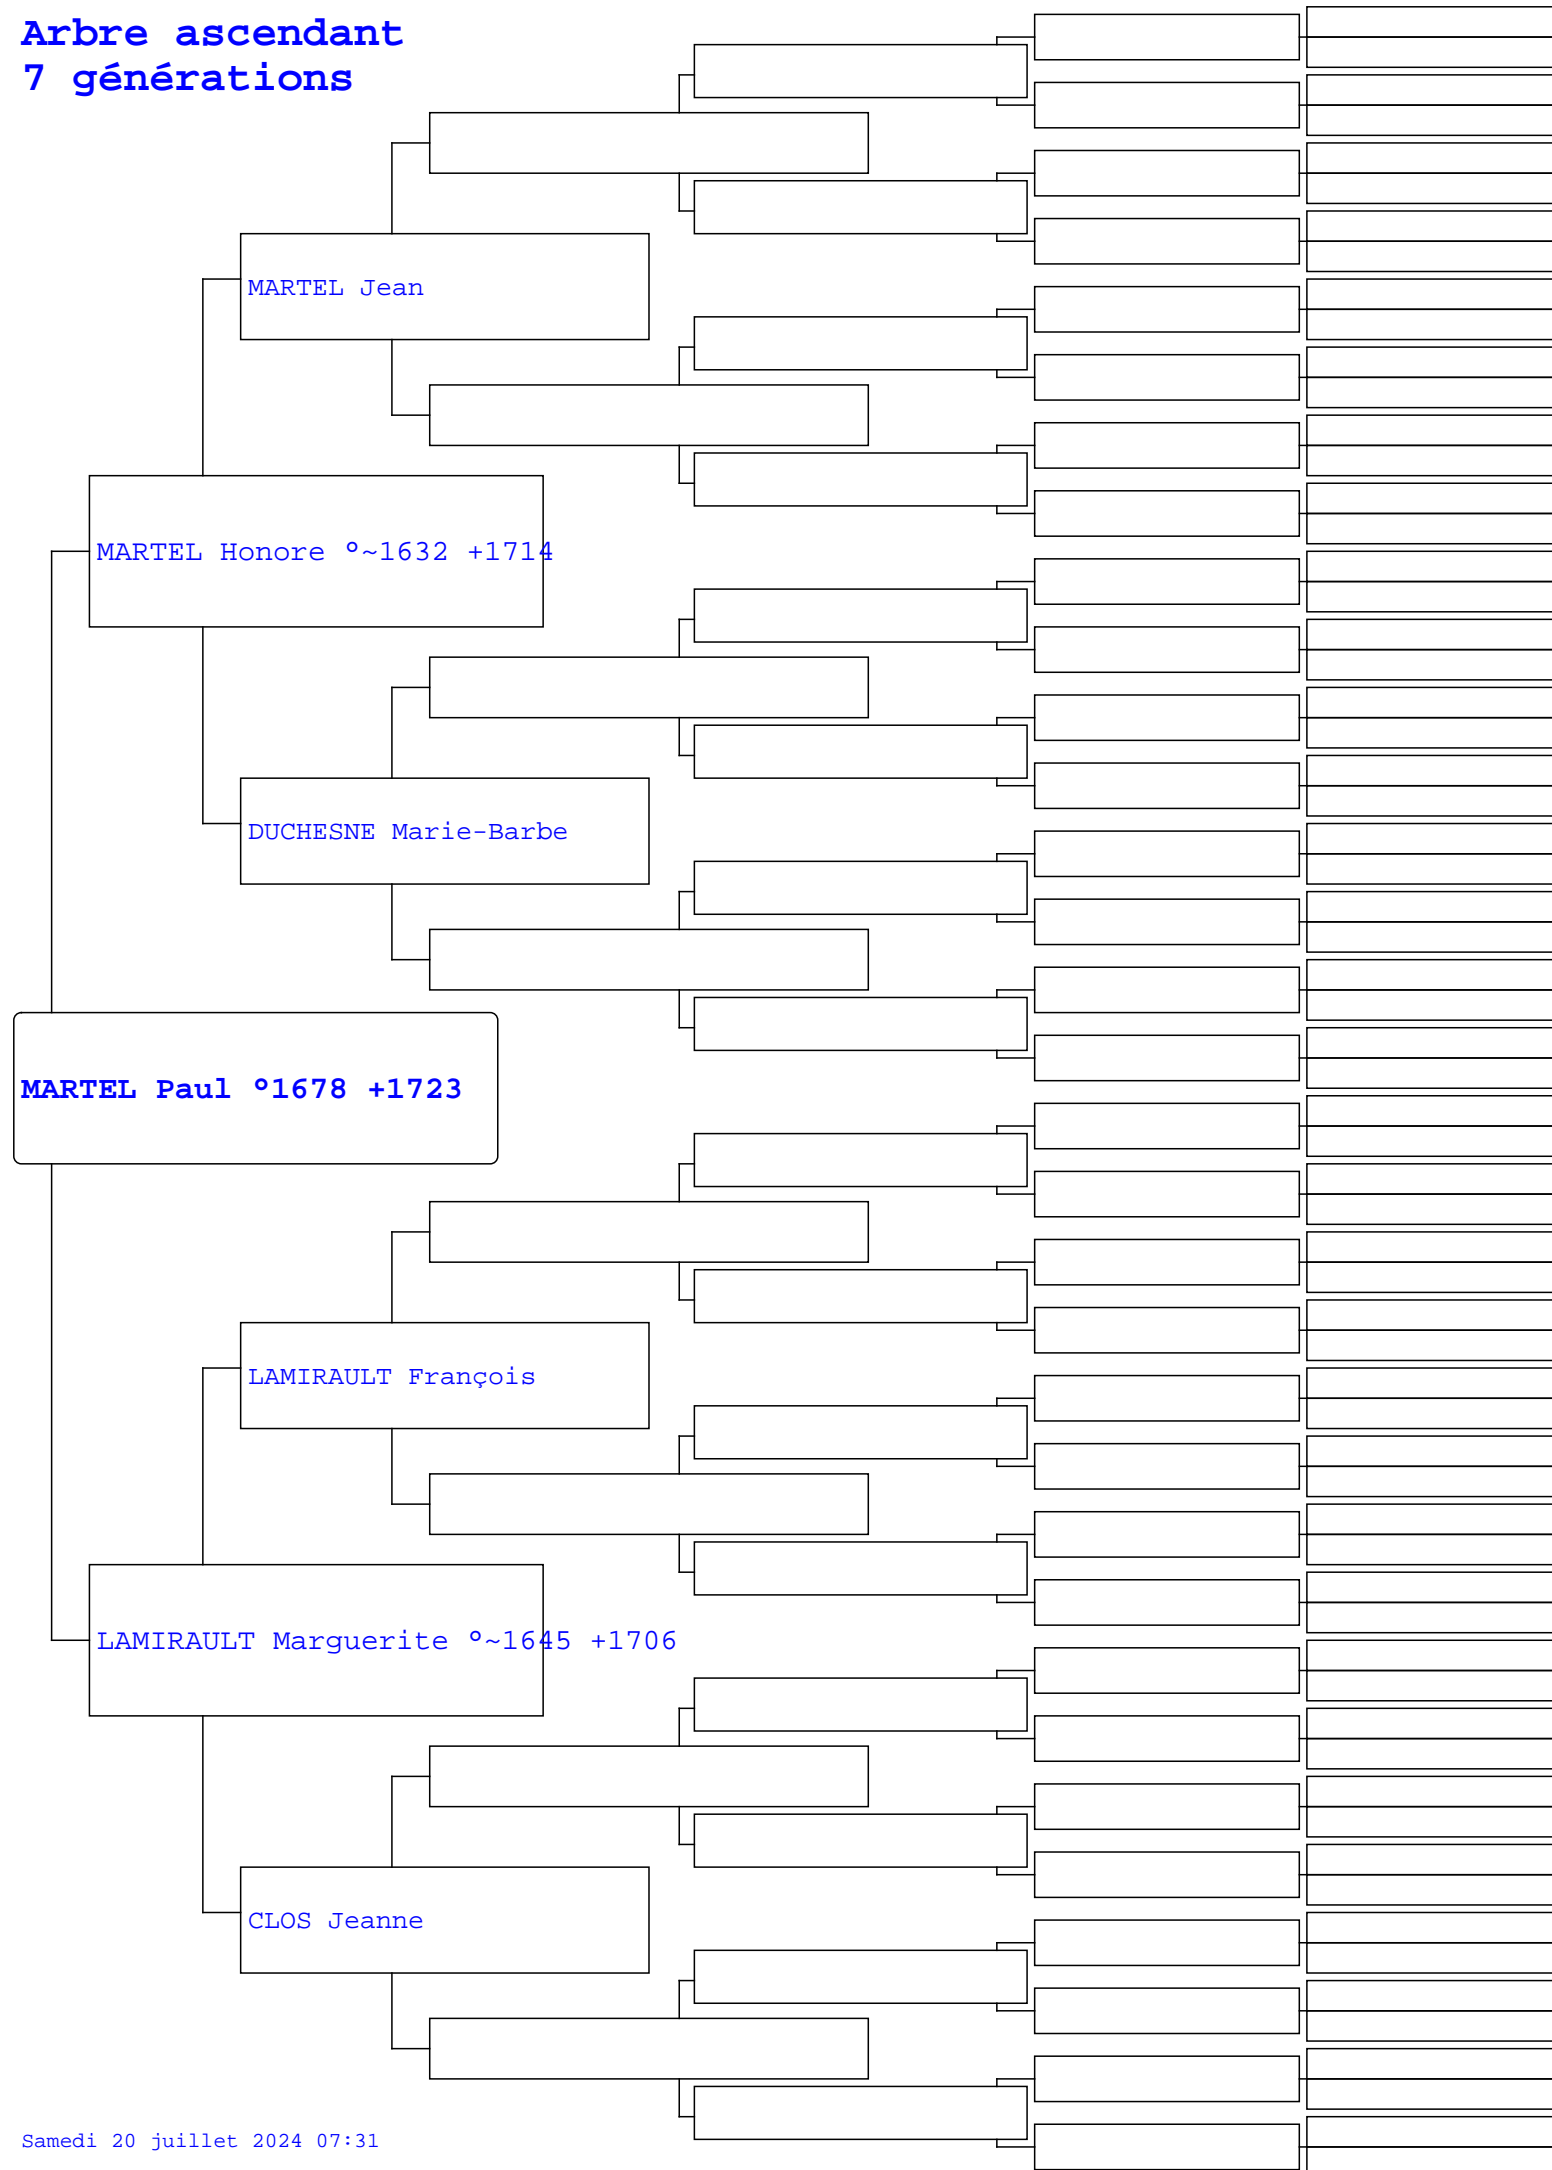 Arbre ascendant
7 générations
MARTEL Jean
MARTEL Honore °~1632 +1714
DUCHESNE Marie-Barbe
MARTEL Paul °1678 +1723
LAMIRAULT François
LAMIRAULT Marguerite °~1645 +1706
CLOS Jeanne
Samedi 20 juillet 2024 07:31